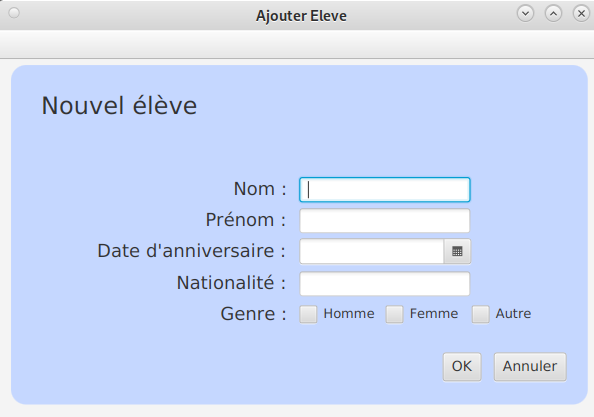 Ajouter Eleve
Nouvel élève
Nom :
Prénom :
Date d'anniversaire :
Nationalité :
Genre : Homme Femme Autre
OK Annuler